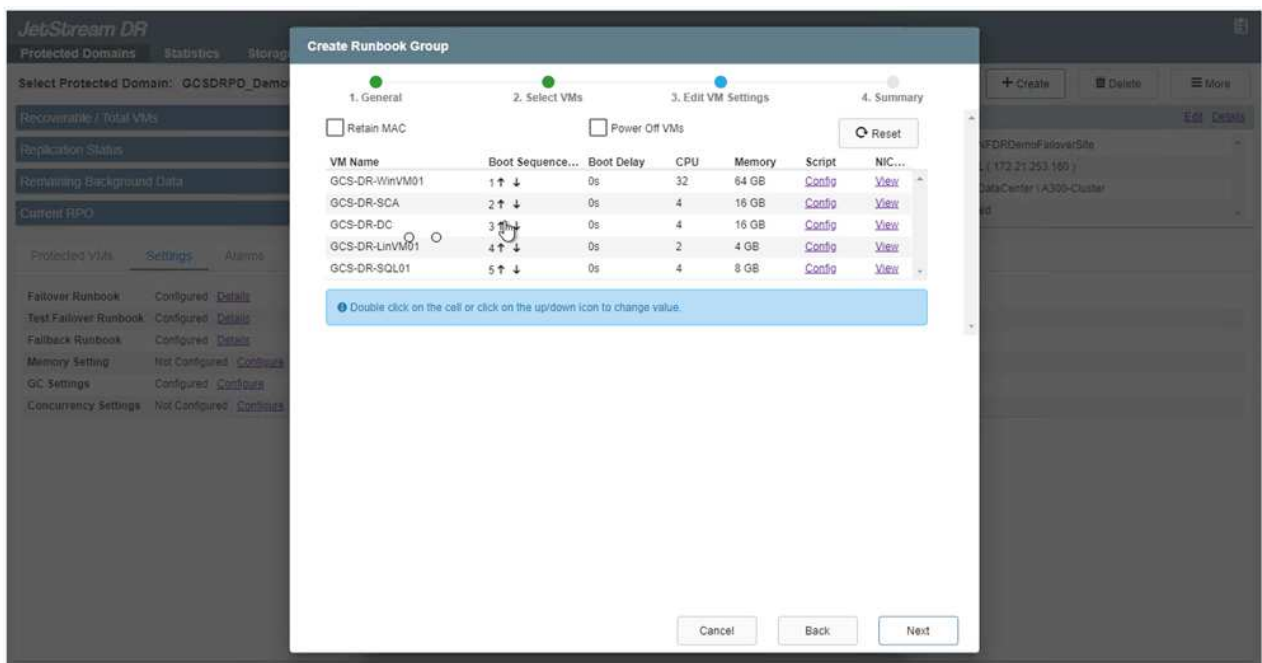 JetStream DR
Protected Domains Statistics Storag
Select Protected Domain: GCSDRPD_Demo
+ Create Delete More
Recoverable / Total VMs
Edit Details
Replication Status
Remaining Background Data
Current RPO
( 172.21.253.160 )
DataCenter \ A300-Cluster
ed
Protected VMs Settings Alarms
Failover Runbook Configured Details
Test Failover Runbook Configured Details
Failback Runbook Configured Details
Memory Setting Not Configured Configure
GC Settings Configured Configure
Concurrency Settings Not Configured Configure
Create Runbook Group
1. General 2. Select VMs 3. Edit VM Settings 4. Summary
Retain MAC Power Off VMs Reset
VM Name Boot Sequence... Boot Delay CPU Memory Script NIC...
GCS-DR-WinVM01 1 0s 32 64 GB Config View
GCS-DR-SCA 2 0s 4 16 GB Config View
GCS-DR-DC 3 0s 4 16 GB Config View
GCS-DR-LinVM01 4 0s 2 4 GB Config View
GCS-DR-SQL01 5 0s 4 8 GB Config View
Double click on the cell or click on the up/down icon to change value.
Cancel Back Next